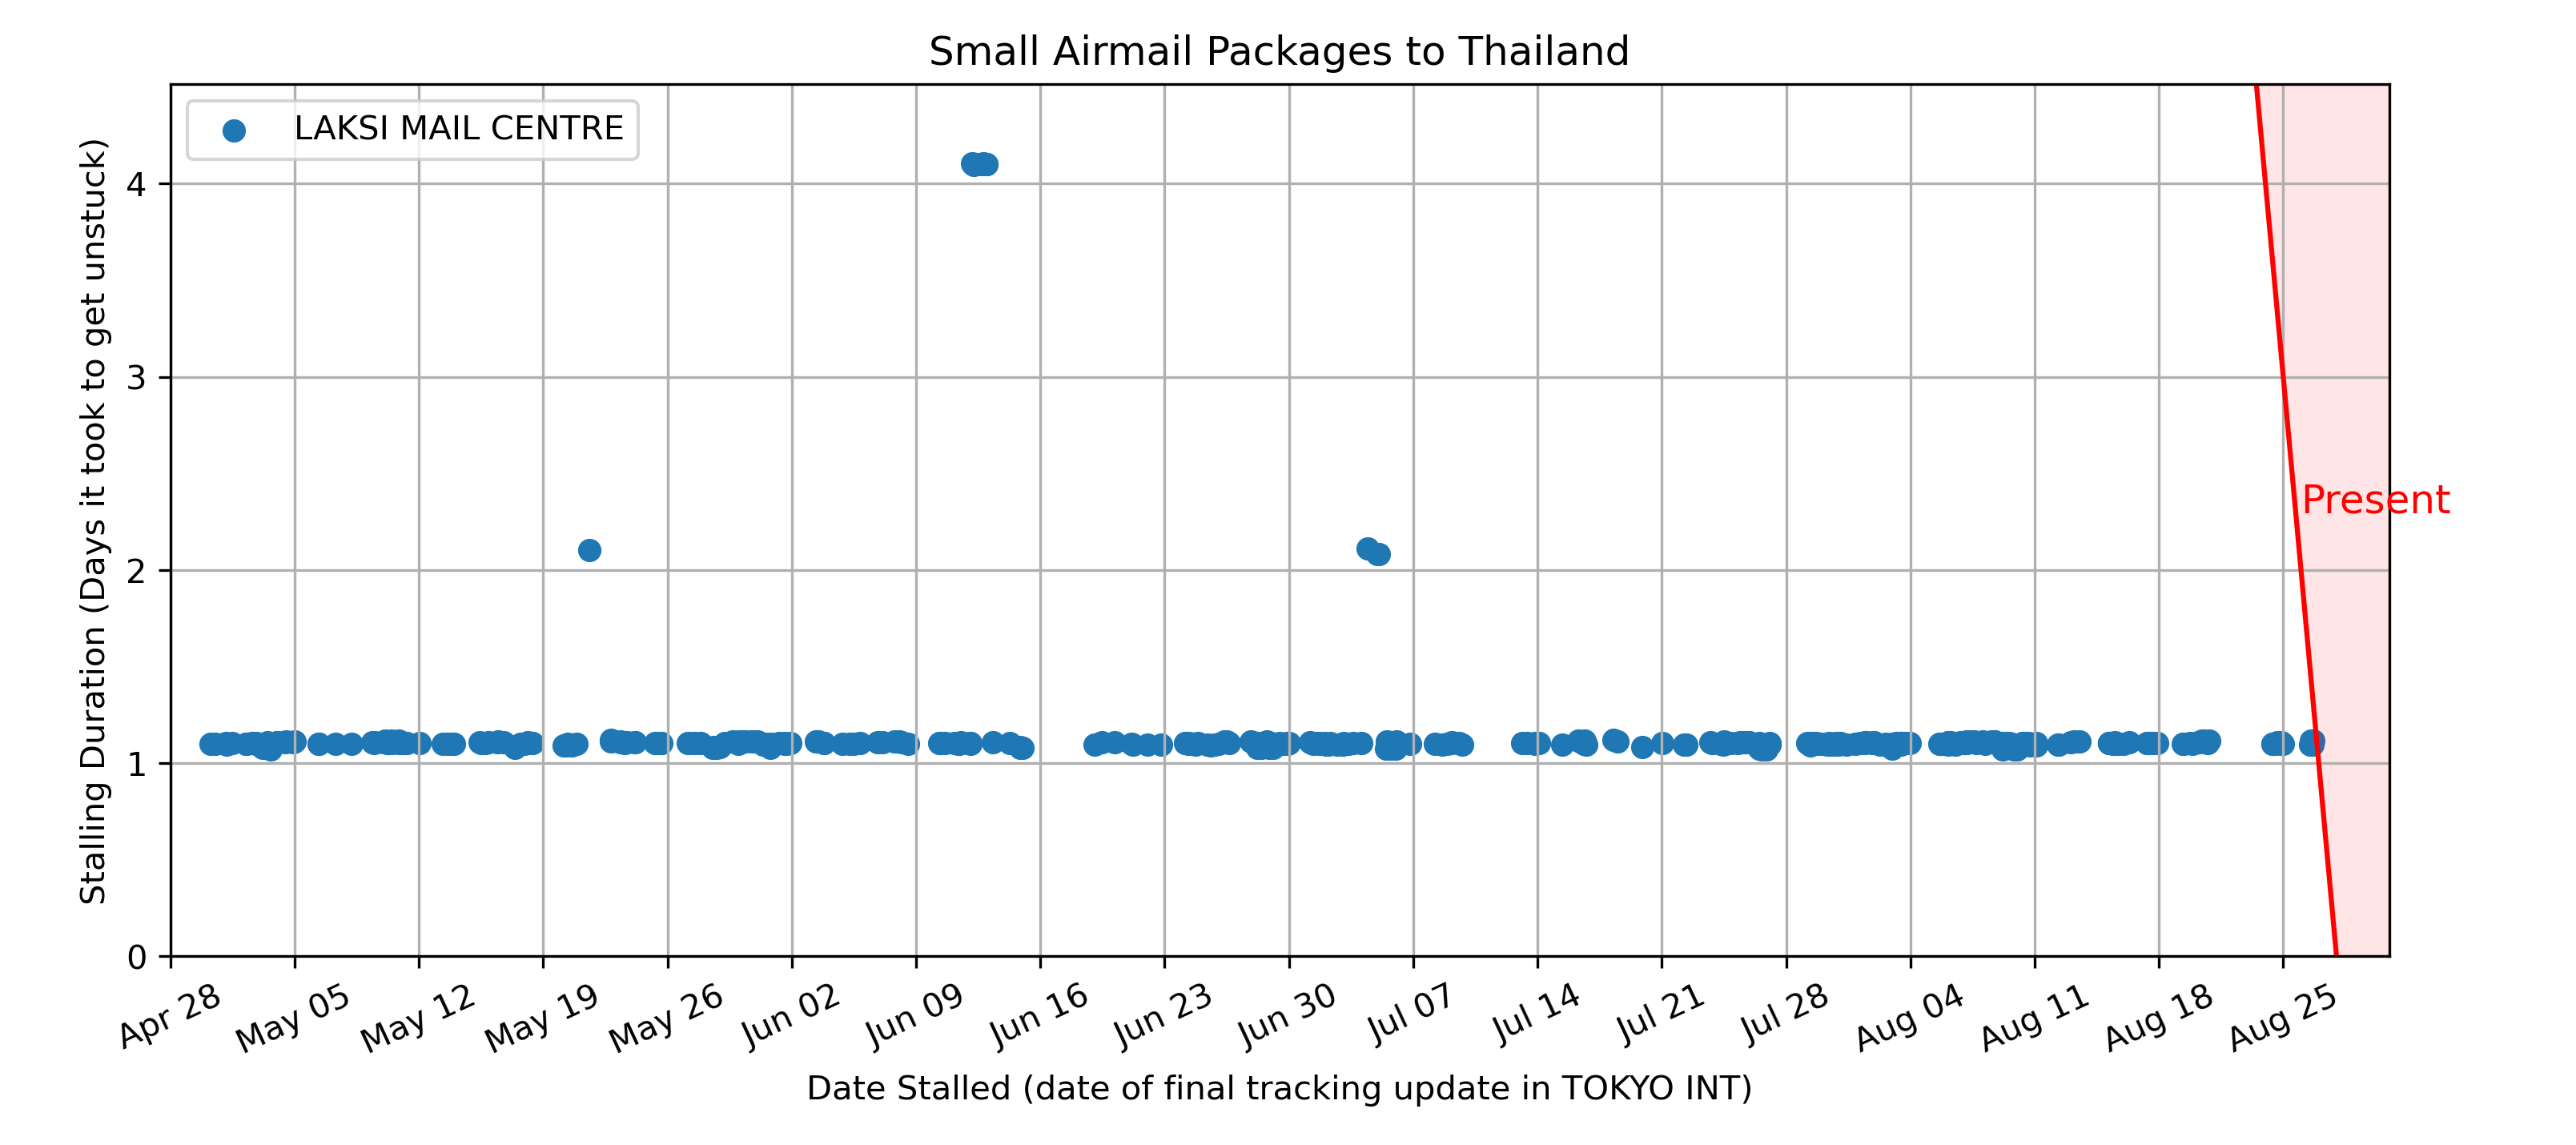 Small Airmail Packages to Thailand
LAKSI MAIL CENTRE
Stalling Duration (Days it took to get unstuck)
4
3
2
1
0
Present
Apr 28
May 05
May 12
May 19
May 26
Jun 02
Jun 09
Jun 16
Jun 23
Jun 30
Jul 07
Jul 14
Jul 21
Jul 28
Aug 04
Aug 11
Aug 18
Aug 25
Date Stalled (date of final tracking update in TOKYO INT)